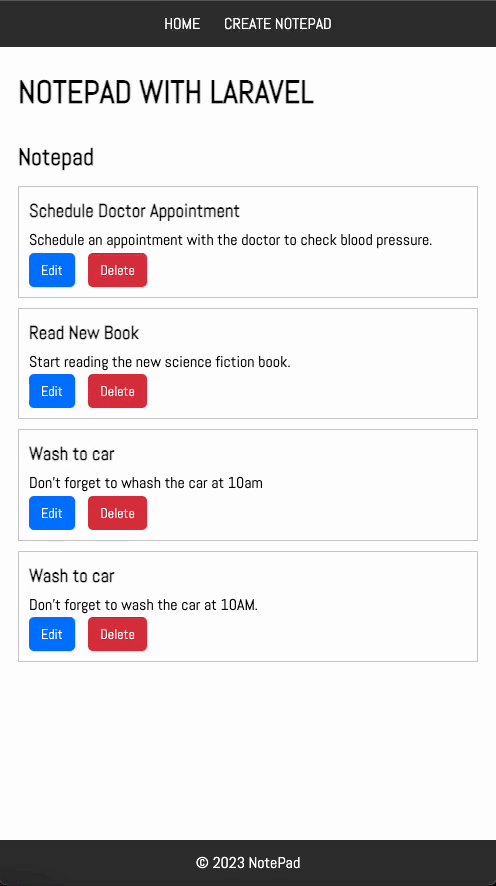 HOME CREATE NOTEPAD
NOTEPAD WITH LARAVEL
Notepad
Schedule Doctor Appointment
Schedule an appointment with the doctor to check blood pressure.
Edit Delete
Read New Book
Start reading the new science fiction book.
Edit Delete
Wash to car
Don't forget to whash the car at 10am
Edit Delete
Wash to car
Don't forget to wash the car at 10AM.
Edit Delete
© 2023 NotePad